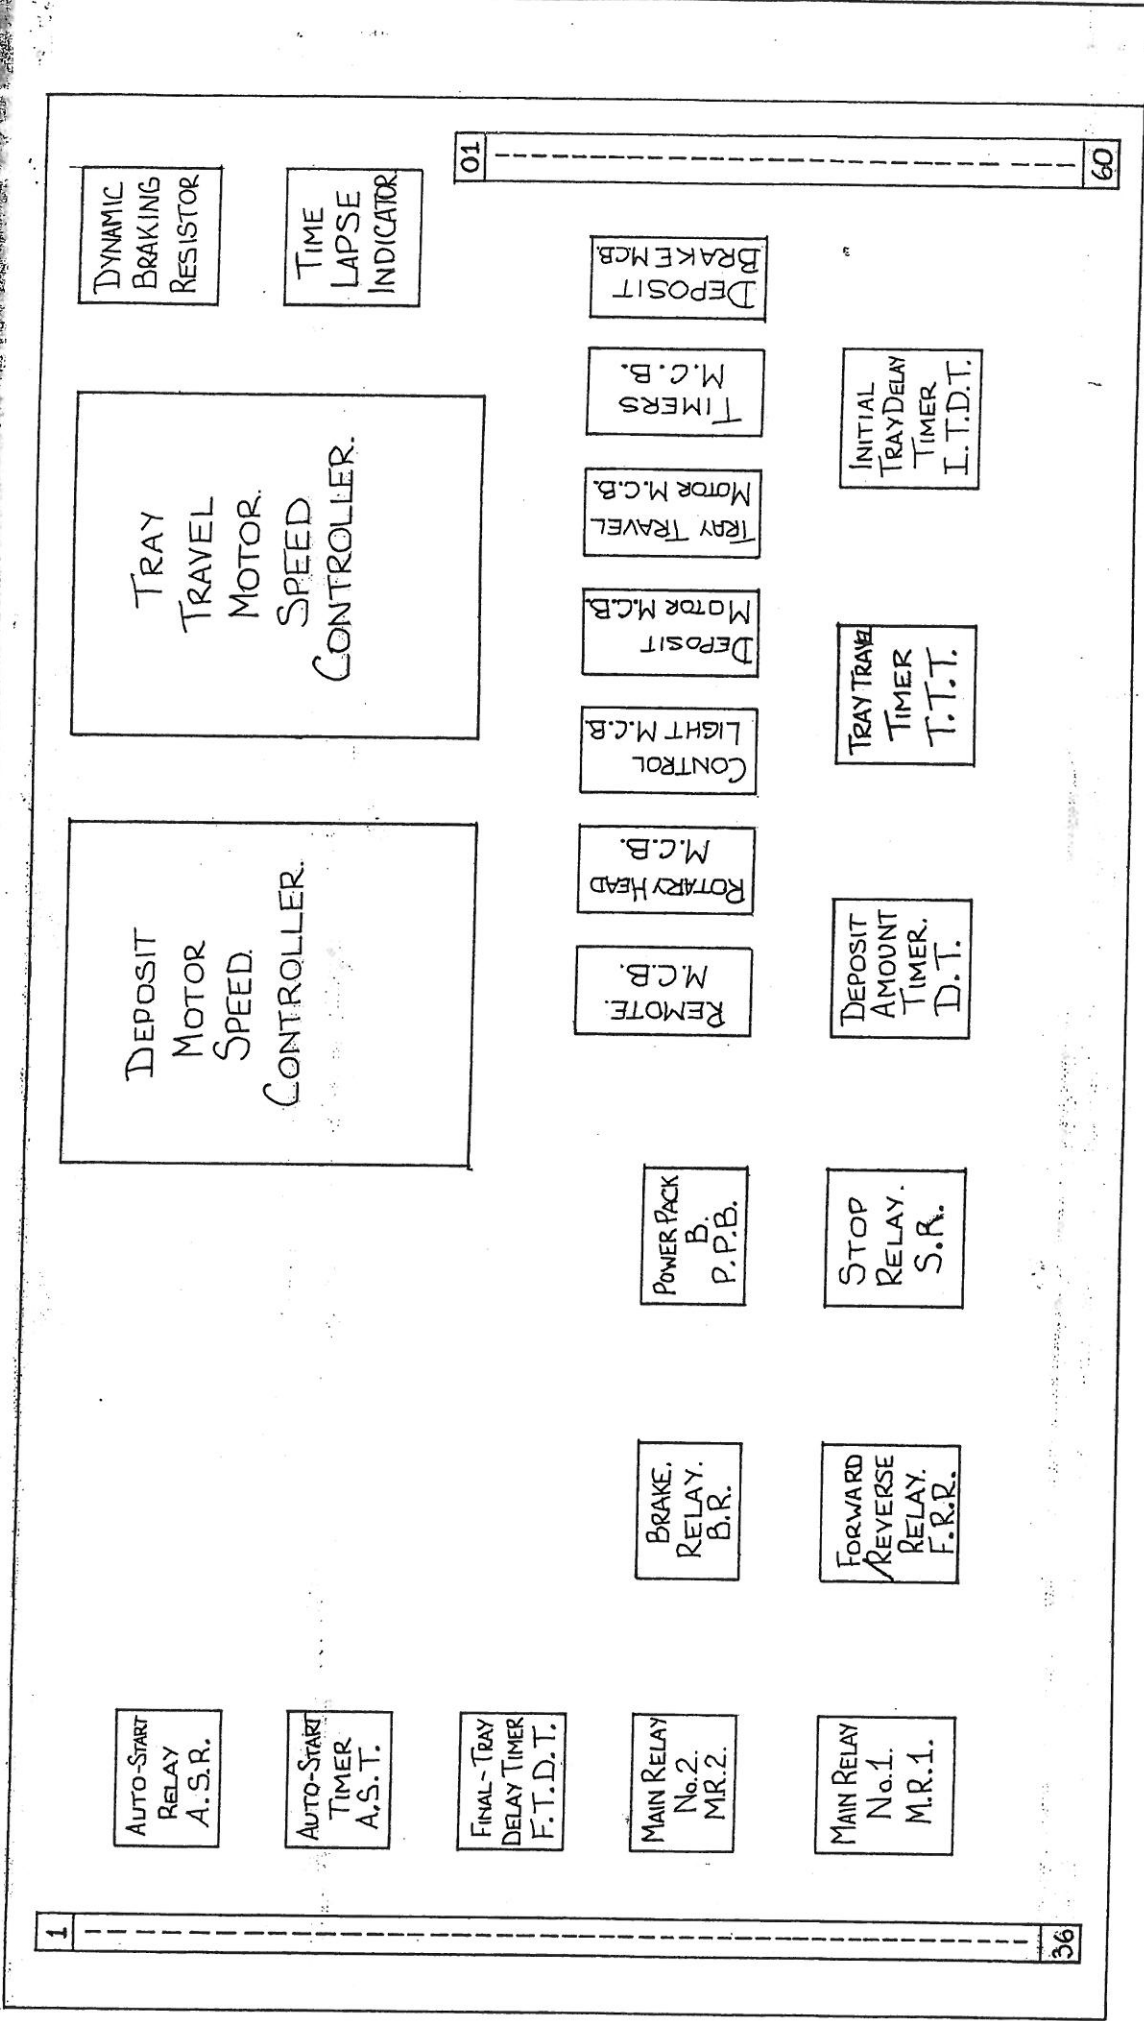 1
36
AUTO-START
RELAY
A.S.R.
AUTO-START
TIMER
A.S.T.
FINAL-TRAY
DELAY TIMER
F.T.D.T.
MAIN RELAY
No.2.
MR.2.
MAIN RELAY
No.1.
M.R.1.
BRAKE.
RELAY.
B.R.
FORWARD
/REVERSE
RELAY.
F.R.R.
POWER PACK
B.
P.P.B.
STOP
RELAY.
S.R.
DEPOSIT
MOTOR
SPEED.
CONTROLLER.
TRAY
TRAVEL
MOTOR.
SPEED
CONTROLLER.
DYNAMIC
BRAKING
RESISTOR
TIME
LAPSE
INDICATOR
REMOTE.
M.C.B.
ROTARY HEAD
M.C.B.
CONTROL
LIGHT M.C.B.
DEPOSIT
MOTOR M.C.B.
TRAY TRAVEL
MOTOR M.C.B.
TIMERS
M.C.B.
DEPOSIT
BRAKE MCB.
DEPOSIT
AMOUNT
TIMER.
D.T.
TRAY TRAVEL
TIMER
T.T.T.
INITIAL
TRAY DELAY
TIMER
I.T.D.T.
01
60